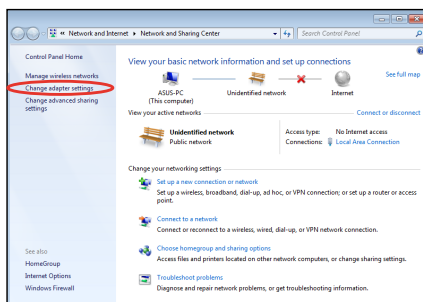 « Network and Internet ▸ Network and Sharing Center
Search Control Panel
Control Panel Home
Manage wireless networks
Change adapter settings
Change advanced sharing
settings
See also
HomeGroup
Internet Options
Windows Firewall
View your basic network information and set up connections
See full map
ASUS-PC
(This computer)
Unidentified network
Internet
View your active networks
Connect or disconnect
Unidentified network
Public network
Access type: No Internet access
Connections: Local Area Connection
Change your networking settings
Set up a new connection or network
Set up a wireless, broadband, dial-up, ad hoc, or VPN connection; or set up a router or access
point.
Connect to a network
Connect or reconnect to a wireless, wired, dial-up, or VPN network connection.
Choose homegroup and sharing options
Access files and printers located on other network computers, or change sharing settings.
Troubleshoot problems
Diagnose and repair network problems, or get troubleshooting information.